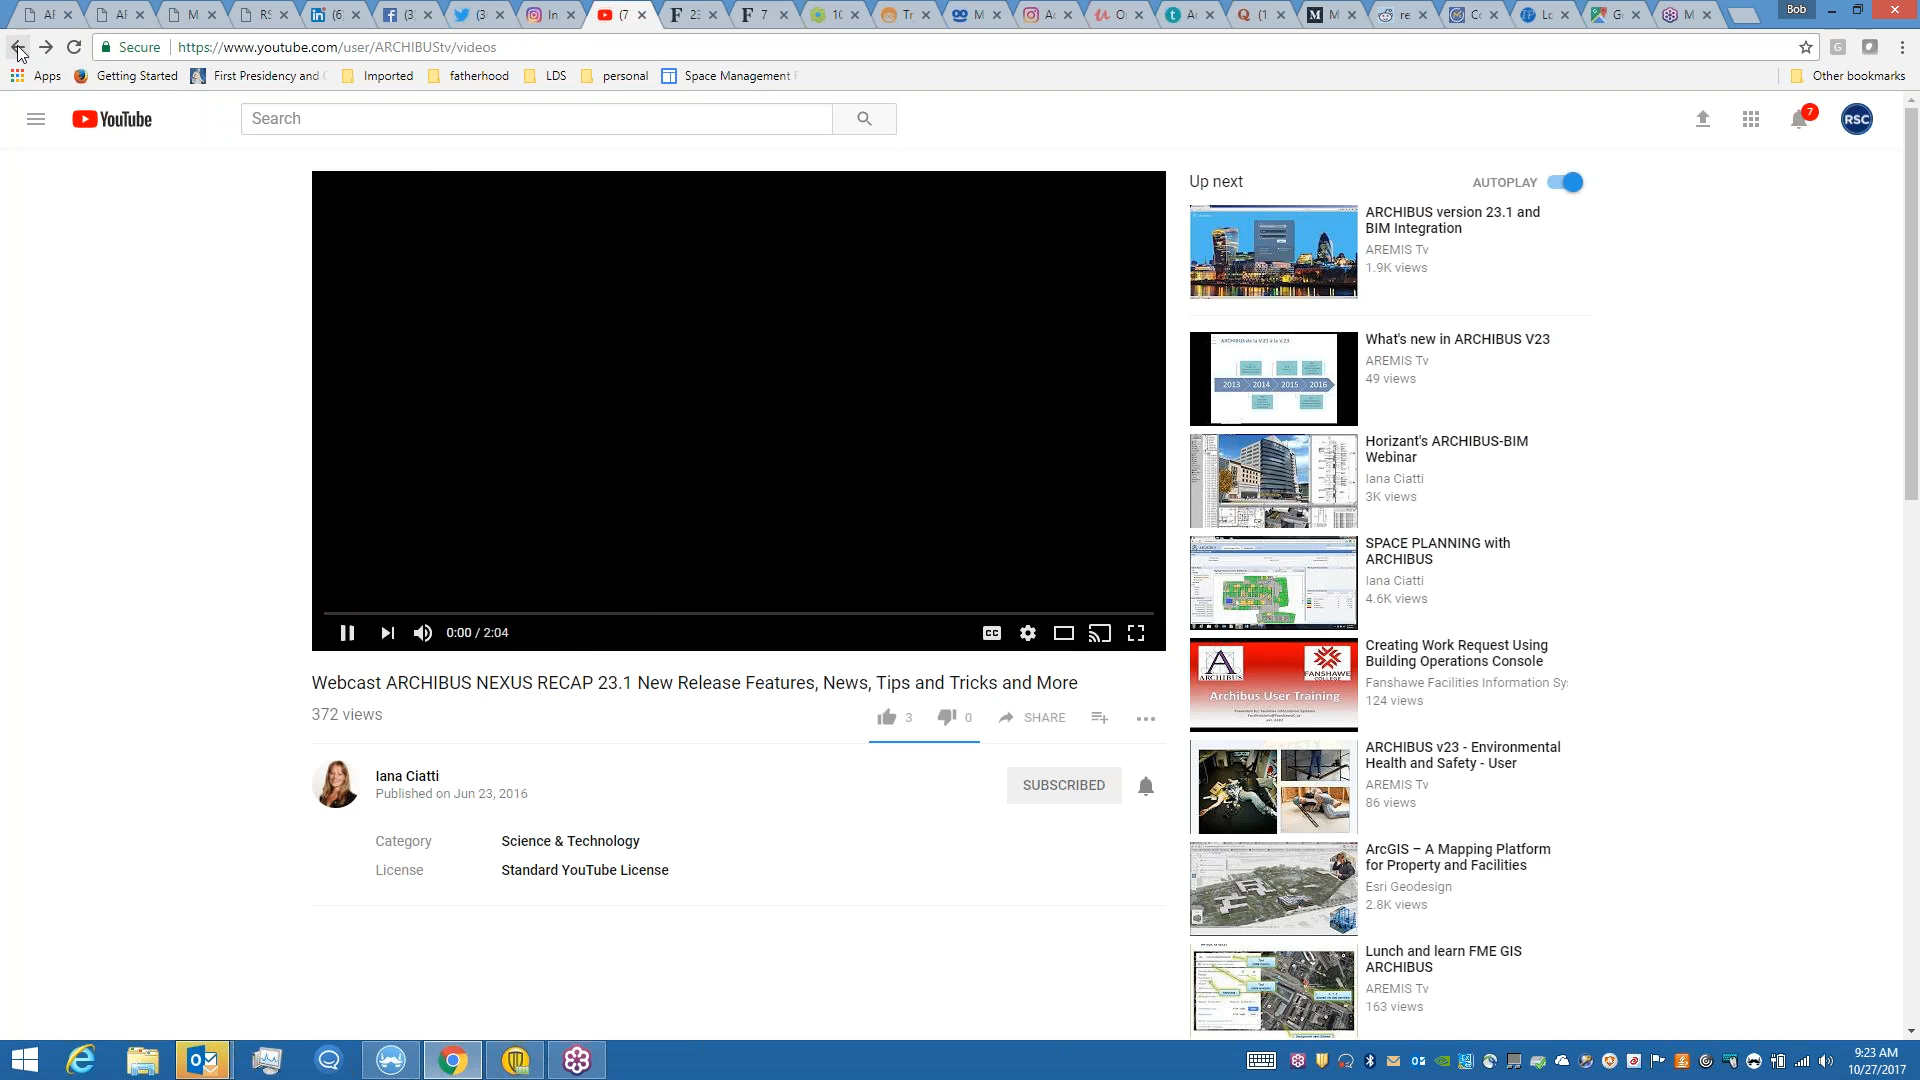 Bob
Secure
https://www.youtube.com/user/ARCHIBUStv/videos
Apps
Getting Started
First Presidency and
Imported
fatherhood
LDS
personal
Space Management
Other bookmarks
YouTube
Search
7
RSC
Up next
AUTOPLAY
ARCHIBUS version 23.1 and
BIM Integration
AREMIS Tv
1.9K views
ARCHIBUS de la V.21 à la V.23
2013 2014 2015 2016
What's new in ARCHIBUS V23
AREMIS Tv
49 views
Horizant's ARCHIBUS-BIM
Webinar
Iana Ciatti
3K views
SPACE PLANNING with
ARCHIBUS
Iana Ciatti
4.6K views
0:00 / 2:04
CC
ARCHIBUS
FANSHAWE
COLLEGE
Archibus User Training
Creating Work Request Using
Building Operations Console
Fanshawe Facilities Information Sy
124 views
Webcast ARCHIBUS NEXUS RECAP 23.1 New Release Features, News, Tips and Tricks and More
372 views
3
0
SHARE
Iana Ciatti
Published on Jun 23, 2016
SUBSCRIBED
Category
Science & Technology
License
Standard YouTube License
ARCHIBUS v23 - Environmental
Health and Safety - User
AREMIS Tv
86 views
ArcGIS – A Mapping Platform
for Property and Facilities
Esri Geodesign
2.8K views
Lunch and learn FME GIS
ARCHIBUS
AREMIS Tv
163 views
9:23 AM
10/27/2017